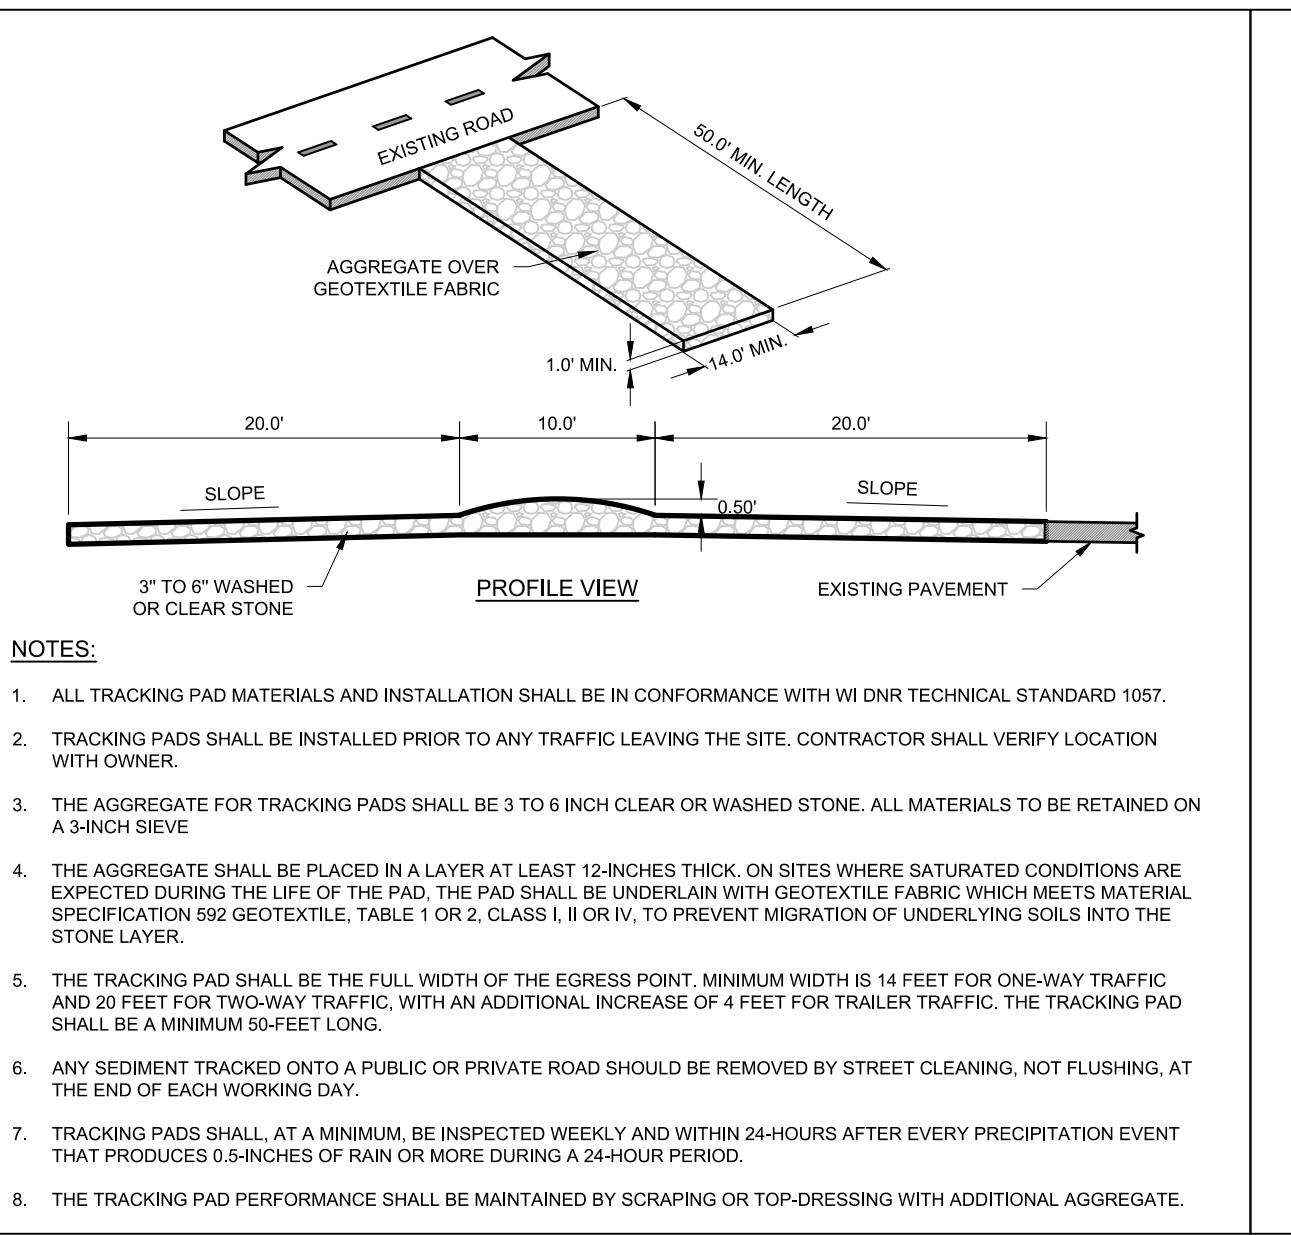 EXISTING ROAD
50.0' MIN. LENGTH
AGGREGATE OVER
GEOTEXTILE FABRIC
1.0' MIN.
14.0' MIN.
20.0'
10.0'
20.0'
SLOPE
0.50'
SLOPE
3" TO 6" WASHED
OR CLEAR STONE
PROFILE VIEW
EXISTING PAVEMENT
NOTES:
1. ALL TRACKING PAD MATERIALS AND INSTALLATION SHALL BE IN CONFORMANCE WITH WI DNR TECHNICAL STANDARD 1057.
2. TRACKING PADS SHALL BE INSTALLED PRIOR TO ANY TRAFFIC LEAVING THE SITE. CONTRACTOR SHALL VERIFY LOCATION
WITH OWNER.
3. THE AGGREGATE FOR TRACKING PADS SHALL BE 3 TO 6 INCH CLEAR OR WASHED STONE. ALL MATERIALS TO BE RETAINED ON
A 3-INCH SIEVE
4. THE AGGREGATE SHALL BE PLACED IN A LAYER AT LEAST 12-INCHES THICK. ON SITES WHERE SATURATED CONDITIONS ARE
EXPECTED DURING THE LIFE OF THE PAD, THE PAD SHALL BE UNDERLAIN WITH GEOTEXTILE FABRIC WHICH MEETS MATERIAL
SPECIFICATION 592 GEOTEXTILE, TABLE 1 OR 2, CLASS I, II OR IV, TO PREVENT MIGRATION OF UNDERLYING SOILS INTO THE
STONE LAYER.
5. THE TRACKING PAD SHALL BE THE FULL WIDTH OF THE EGRESS POINT. MINIMUM WIDTH IS 14 FEET FOR ONE-WAY TRAFFIC
AND 20 FEET FOR TWO-WAY TRAFFIC, WITH AN ADDITIONAL INCREASE OF 4 FEET FOR TRAILER TRAFFIC. THE TRACKING PAD
SHALL BE A MINIMUM 50-FEET LONG.
6. ANY SEDIMENT TRACKED ONTO A PUBLIC OR PRIVATE ROAD SHOULD BE REMOVED BY STREET CLEANING, NOT FLUSHING, AT
THE END OF EACH WORKING DAY.
7. TRACKING PADS SHALL, AT A MINIMUM, BE INSPECTED WEEKLY AND WITHIN 24-HOURS AFTER EVERY PRECIPITATION EVENT
THAT PRODUCES 0.5-INCHES OF RAIN OR MORE DURING A 24-HOUR PERIOD.
8. THE TRACKING PAD PERFORMANCE SHALL BE MAINTAINED BY SCRAPING OR TOP-DRESSING WITH ADDITIONAL AGGREGATE.